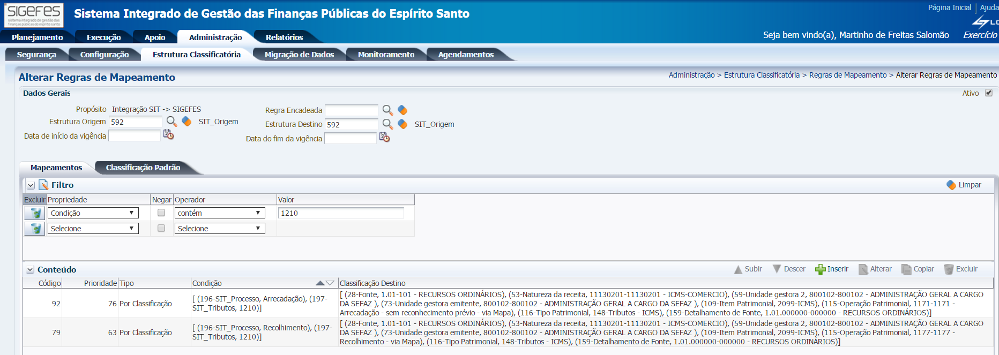 SIGEFES
sistema integrado de gestão das
finanças públicas do espírito santo
Sistema Integrado de Gestão das Finanças Públicas do Espírito Santo
Página Inicial | Ajuda
LO
Seja bem vindo(a), Martinho de Freitas Salomão Exercício
Planejamento Execução Apoio Administração Relatórios
Segurança Configuração Estrutura Classificatória Migração de Dados Monitoramento Agendamentos
Alterar Regras de Mapeamento
Administração > Estrutura Classificatória > Regras de Mapeamento > Alterar Regras de Mapeamento
Dados Gerais
Ativo
Propósito Integração SIT -> SIGEFES
Regra Encadeada
Estrutura Origem 592 SIT_Origem
Estrutura Destino 592 SIT_Origem
Data de início da vigência
Data do fim da vigência
Mapeamentos Classificação Padrão
Filtro
Limpar
Excluir Propriedade Negar Operador Valor
Condição contém 1210
Selecione Selecione
Conteúdo
Subir Descer Inserir Alterar Copiar Excluir
Código Prioridade Tipo Condição Classificação Destino
92 76 Por Classificação
[ (196-SIT_Processo, Arrecadação), (197-
SIT_Tributos, 1210)]
[ (28-Fonte, 1.01-101 - RECURSOS ORDINÁRIOS), (53-Natureza da receita, 11130201-11130201 - ICMS-COMERCIO), (59-Unidade gestora 2, 800102-800102 - ADMINISTRAÇÃO GERAL A CARGO
DA SEFAZ ), (73-Unidade gestora emitente, 800102-800102 - ADMINISTRAÇÃO GERAL A CARGO DA SEFAZ ), (109-Item Patrimonial, 2099-ICMS), (115-Operação Patrimonial, 1171-1171 -
Arrecadação - sem reconhecimento prévio - via Mapa), (116-Tipo Patrimonial, 148-Tributos - ICMS), (159-Detalhamento de Fonte, 1.01.000000-000000 - RECURSOS ORDINÁRIOS)]
79 63 Por Classificação
[ (196-SIT_Processo, Recolhimento), (197-
SIT_Tributos, 1210)]
[ (28-Fonte, 1.01-101 - RECURSOS ORDINÁRIOS), (53-Natureza da receita, 11130201-11130201 - ICMS-COMERCIO), (59-Unidade gestora 2, 800102-800102 - ADMINISTRAÇÃO GERAL A CARGO
DA SEFAZ ), (73-Unidade gestora emitente, 800102-800102 - ADMINISTRAÇÃO GERAL A CARGO DA SEFAZ ), (109-Item Patrimonial, 2099-ICMS), (115-Operação Patrimonial, 1177-1177 -
Recolhimento - via Mapa), (116-Tipo Patrimonial, 148-Tributos - ICMS), (159-Detalhamento de Fonte, 1.01.000000-000000 - RECURSOS ORDINÁRIOS)]